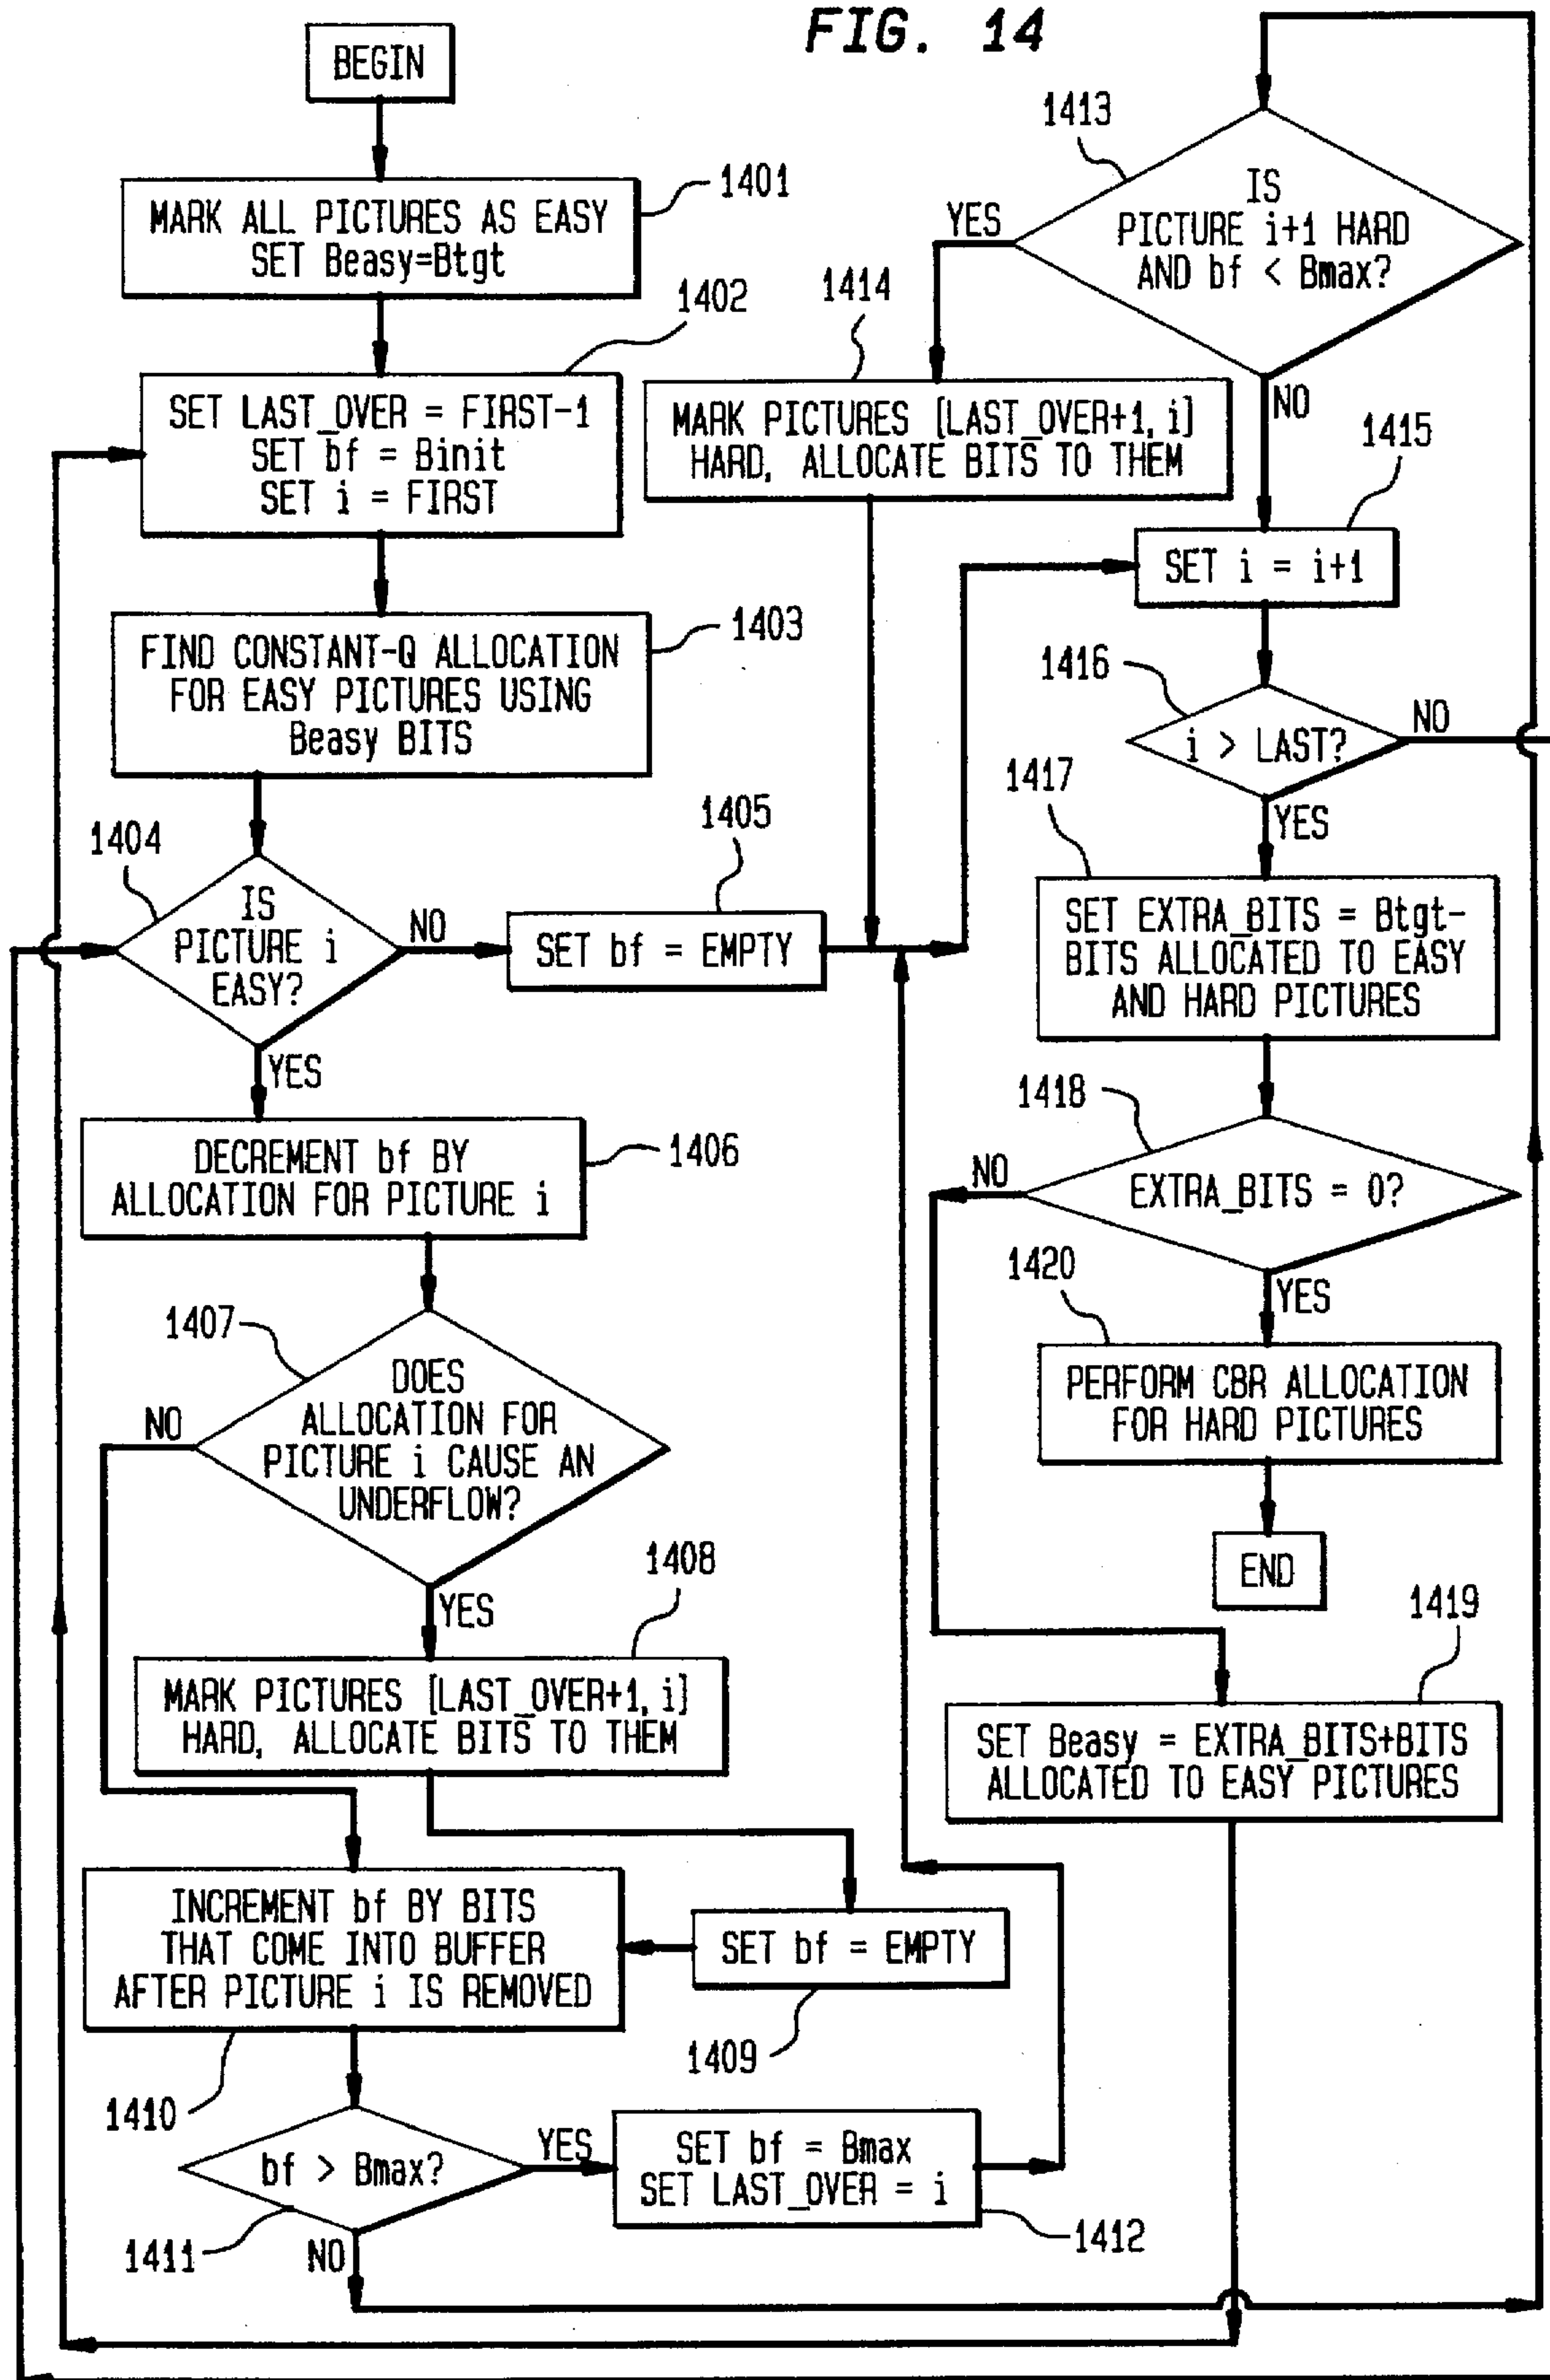 FIG. 14
BEGIN
1401
MARK ALL PICTURES AS EASY
SET Beasy=Btgt
1402
SET LAST_OVER = FIRST-1
SET bf = Binit
SET i = FIRST
1403
FIND CONSTANT-Q ALLOCATION
FOR EASY PICTURES USING
Beasy BITS
1404
IS
PICTURE i
EASY?
NO
YES
1405
SET bf = EMPTY
DECREMENT bf BY
ALLOCATION FOR PICTURE i
1406
1407
DOES
ALLOCATION FOR
PICTURE i CAUSE AN
UNDERFLOW?
NO
YES
1408
MARK PICTURES [LAST_OVER+1, i]
HARD, ALLOCATE BITS TO THEM
SET bf = EMPTY
1409
INCREMENT bf BY BITS
THAT COME INTO BUFFER
AFTER PICTURE i IS REMOVED
1410
bf > Bmax?
1411
YES
NO
SET bf = Bmax
SET LAST_OVER = i
1412
1413
IS
PICTURE i+1 HARD
AND bf < Bmax?
YES
NO
1414
MARK PICTURES [LAST_OVER+1, i]
HARD, ALLOCATE BITS TO THEM
1415
SET i = i+1
1416
i > LAST?
NO
YES
1417
SET EXTRA_BITS = Btgt-
BITS ALLOCATED TO EASY
AND HARD PICTURES
1418
EXTRA_BITS = 0?
NO
YES
1420
PERFORM CBR ALLOCATION
FOR HARD PICTURES
END
1419
SET Beasy = EXTRA_BITS+BITS
ALLOCATED TO EASY PICTURES